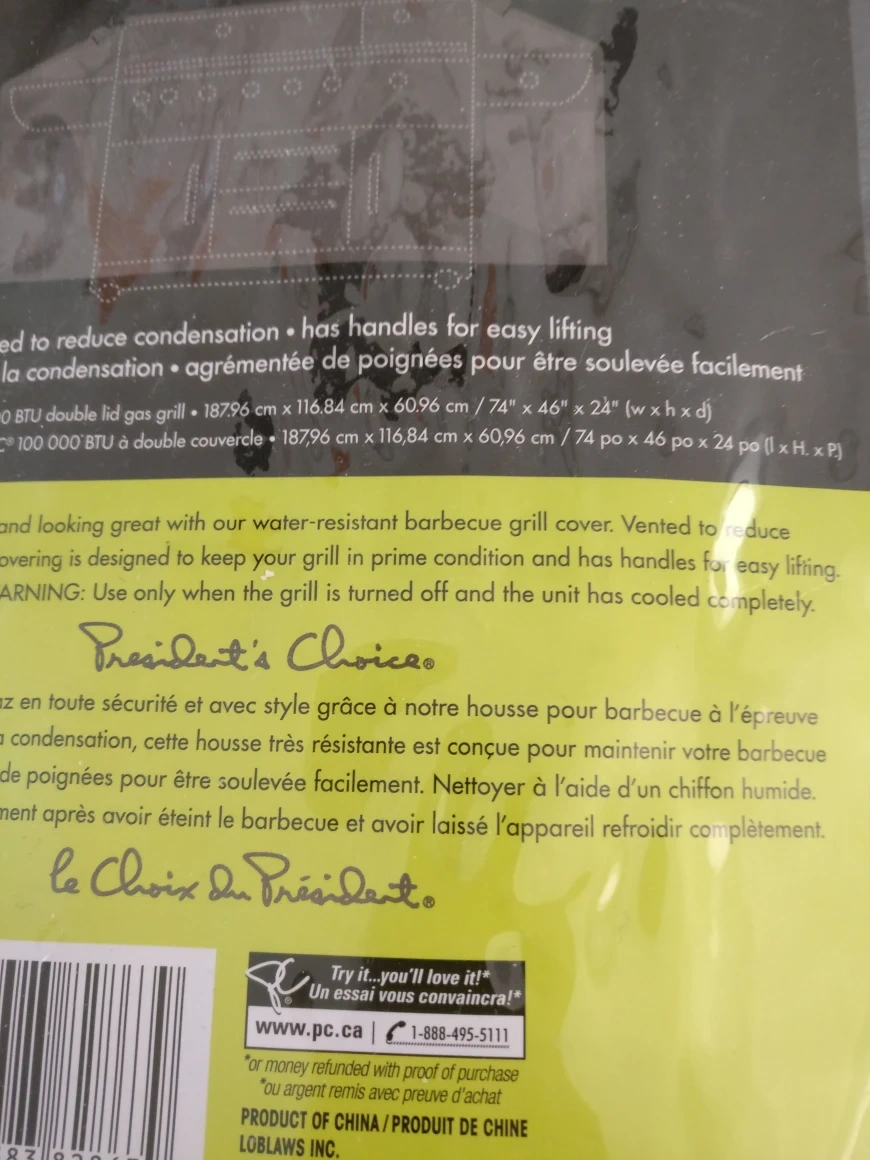 ed to reduce condensation • has handles for easy lifting
la condensation • agrémentée de poignées pour être soulevée facilement
0 BTU double lid gas grill • 187.96 cm x 116.84 cm x 60.96 cm / 74" x 46" x 24" (w x h x d)
C® 100 000 BTU à double couvercle • 187,96 cm x 116,84 cm x 60,96 cm / 74 po x 46 po x 24 po (l x H. x P.)
and looking great with our water-resistant barbecue grill cover. Vented to reduce
overing is designed to keep your grill in prime condition and has handles for easy lifting.
ARNING: Use only when the grill is turned off and the unit has cooled completely.
President's Choice®
az en toute sécurité et avec style grâce à notre housse pour barbecue à l'épreuve
a condensation, cette housse très résistante est conçue pour maintenir votre barbecue
de poignées pour être soulevée facilement. Nettoyer à l'aide d'un chiffon humide.
ment après avoir éteint le barbecue et avoir laissé l'appareil refroidir complètement.
le Choix du Président®
PC® Try it...you'll love it!*
Un essai vous convaincra!*
www.pc.ca | 1-888-495-5111
*or money refunded with proof of purchase
*ou argent remis avec preuve d'achat
PRODUCT OF CHINA / PRODUIT DE CHINE
LOBLAWS INC.